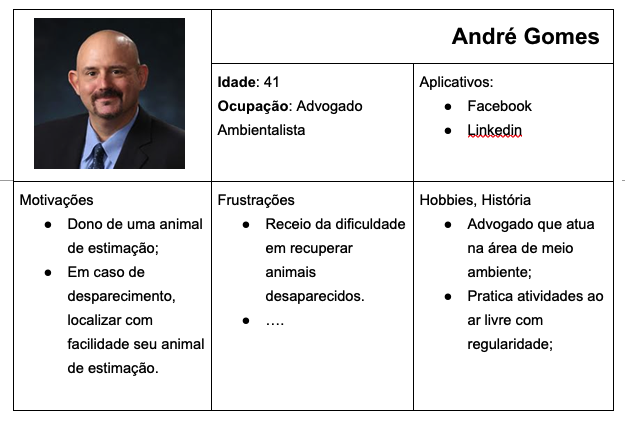 André Gomes
Idade: 41
Ocupação: Advogado
Ambientalista
Aplicativos:
● Facebook
● Linkedin
Motivações
● Dono de uma animal
de estimação;
● Em caso de
desparecimento,
localizar com
facilidade seu animal
de estimação.
Frustrações
● Receio da dificuldade
em recuperar
animais
desaparecidos.
● ....
Hobbies, História
● Advogado que atua
na área de meio
ambiente;
● Pratica atividades ao
ar livre com
regularidade;